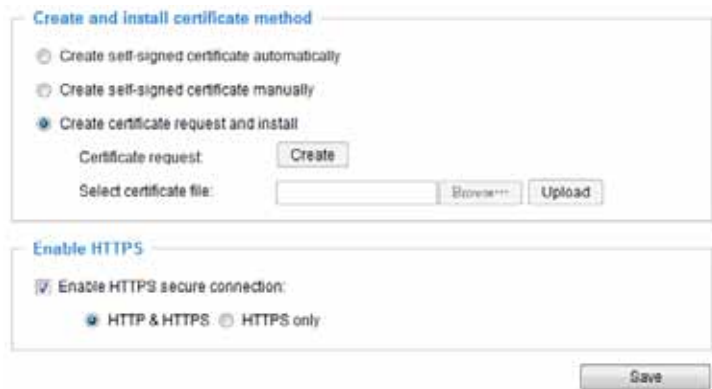 Create and install certificate method
Create self-signed certificate automatically
Create self-signed certificate manually
Create certificate request and install
Certificate request: Create
Select certificate file: Browse... Upload
Enable HTTPS
Enable HTTPS secure connection:
HTTP & HTTPS HTTPS only
Save